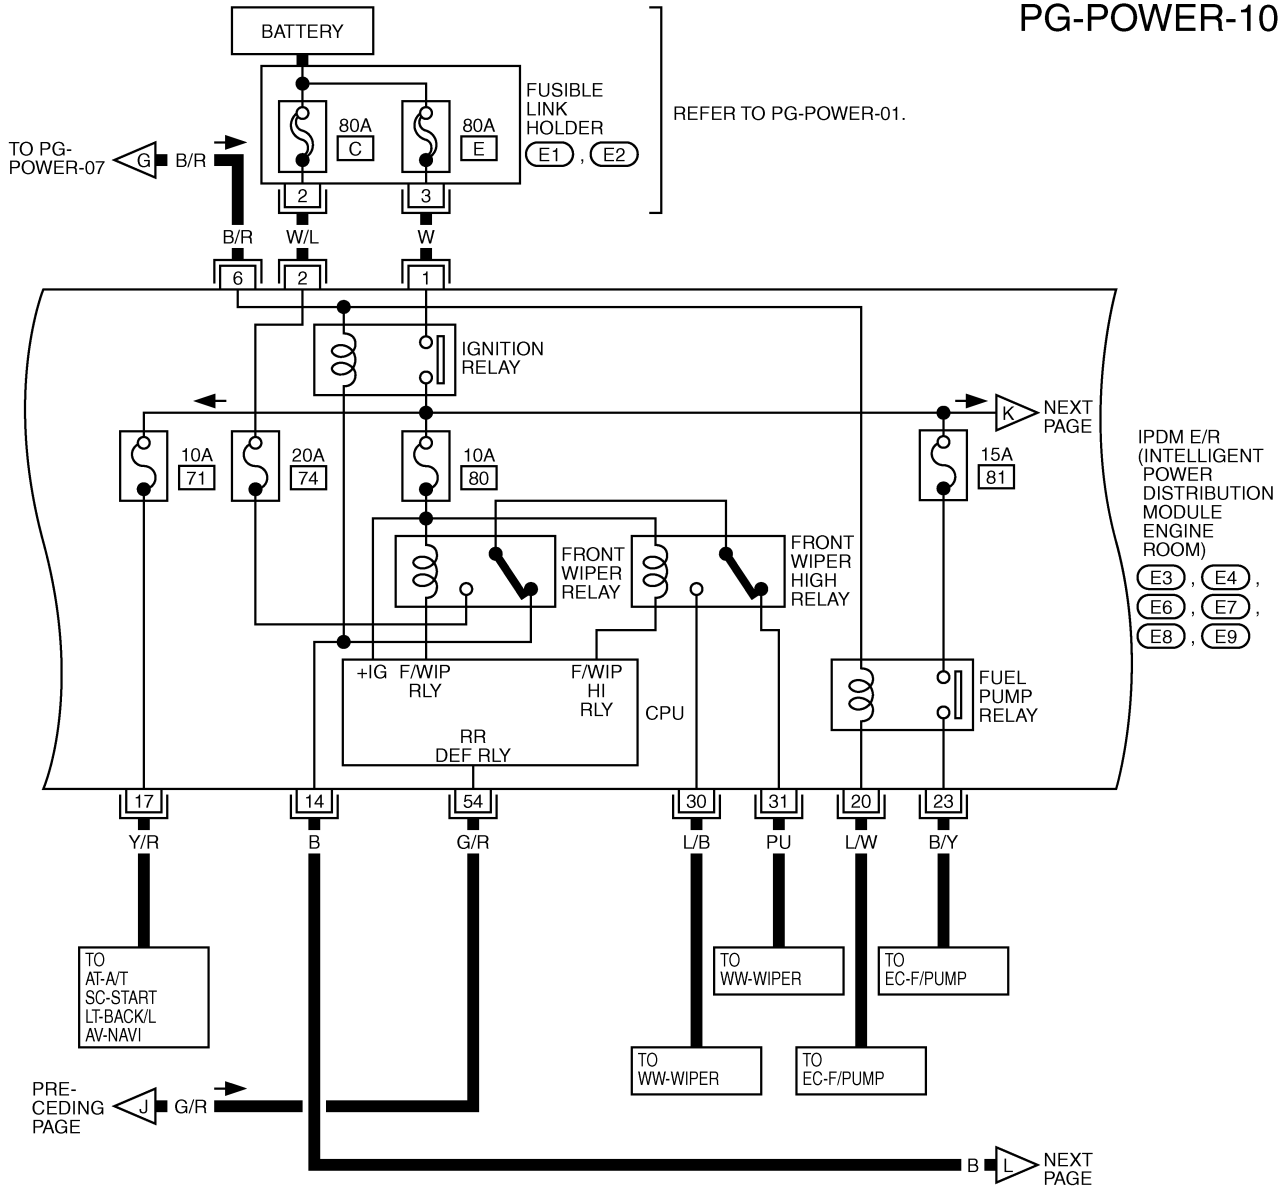 PG-POWER-10
BATTERY
FUSIBLE
LINK
HOLDER
E1 , E2
80A
C
80A
E
REFER TO PG-POWER-01.
TO PG-
POWER-07
G
B/R
2
3
B/R
W/L
W
6
2
1
IGNITION
RELAY
K
NEXT
PAGE
10A
71
20A
74
10A
80
15A
81
IPDM E/R
(INTELLIGENT
POWER
DISTRIBUTION
MODULE
ENGINE
ROOM)
E3 , E4 ,
E6 , E7 ,
E8 , E9
FRONT
WIPER
RELAY
FRONT
WIPER
HIGH
RELAY
+IG
F/WIP
RLY
F/WIP
HI
RLY
CPU
RR
DEF RLY
FUEL
PUMP
RELAY
17
14
54
30
31
20
23
Y/R
B
G/R
L/B
PU
L/W
B/Y
TO
AT-A/T
SC-START
LT-BACK/L
AV-NAVI
TO
WW-WIPER
TO
EC-F/PUMP
TO
WW-WIPER
TO
EC-F/PUMP
PRE-
CEDING
PAGE
J
G/R
B
L
NEXT
PAGE